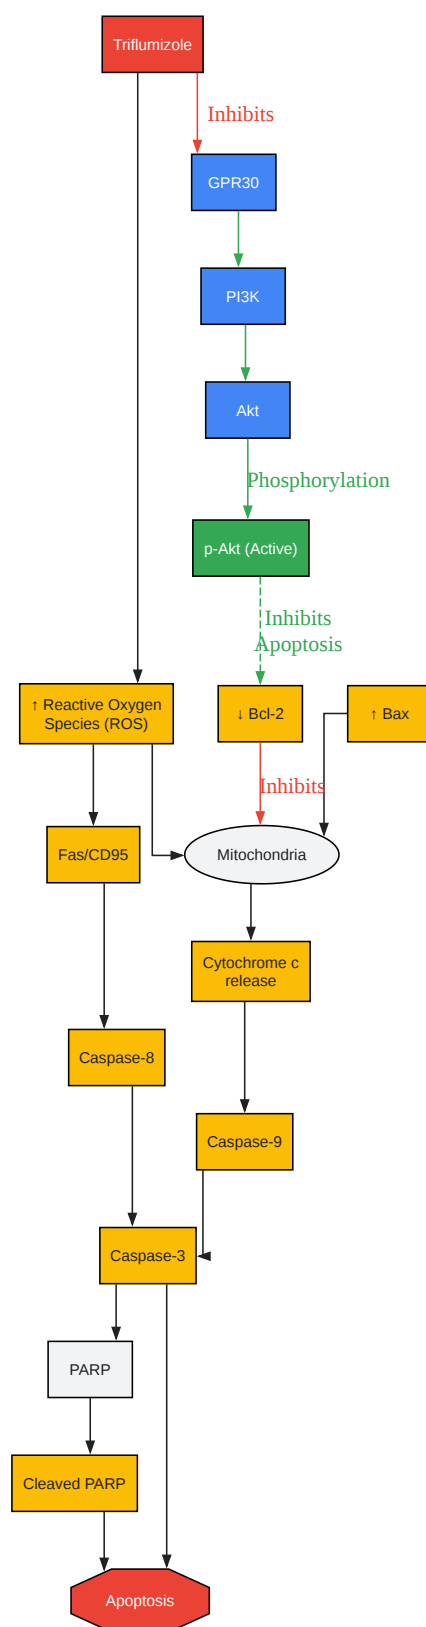 Triflumizole
Inhibits
GPR30
PI3K
Akt
Phosphorylation
p-Akt (Active)
Inhibits
Apoptosis
↑ Reactive Oxygen
Species (ROS)
↓ Bcl-2
↑ Bax
Inhibits
Fas/CD95
Mitochondria
Cytochrome c
release
Caspase-8
Caspase-9
Caspase-3
PARP
Cleaved PARP
Apoptosis